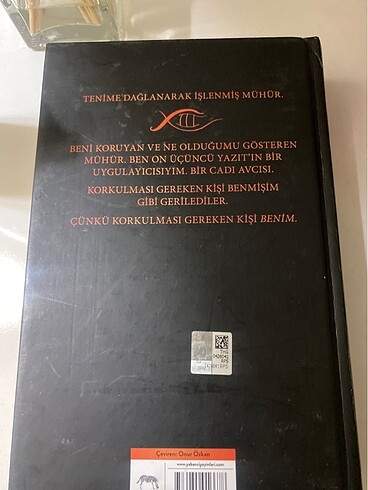 TENİME DAĞLANARAK İŞLENMİŞ MÜHÜR.
XIII
BENİ KORUYAN VE NE OLDUĞUMU GÖSTEREN
MÜHÜR. BEN ON ÜÇÜNCÜ YAZIT'IN BİR
UYGULAYICISIYIM. BİR CADI AVCISI.
KORKULMASI GEREKEN KİŞİ BENMİŞİM
GİBİ GERİLEDİLER.
ÇÜNKÜ KORKULMASI GEREKEN KİŞİ BENİM.
Çeviren: Onur Özkan